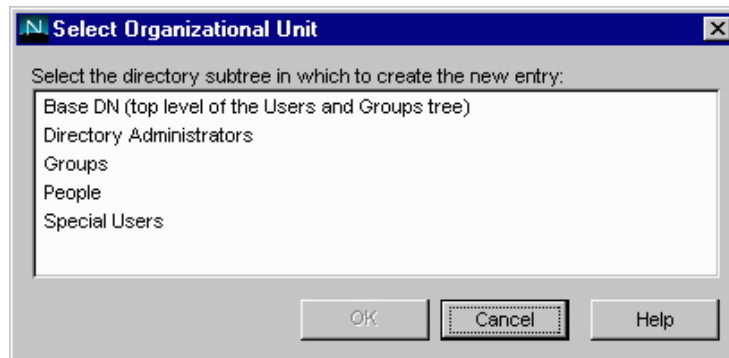 N Select Organizational Unit
Select the directory subtree in which to create the new entry:
Base DN (top level of the Users and Groups tree)
Directory Administrators
Groups
People
Special Users
OK Cancel Help